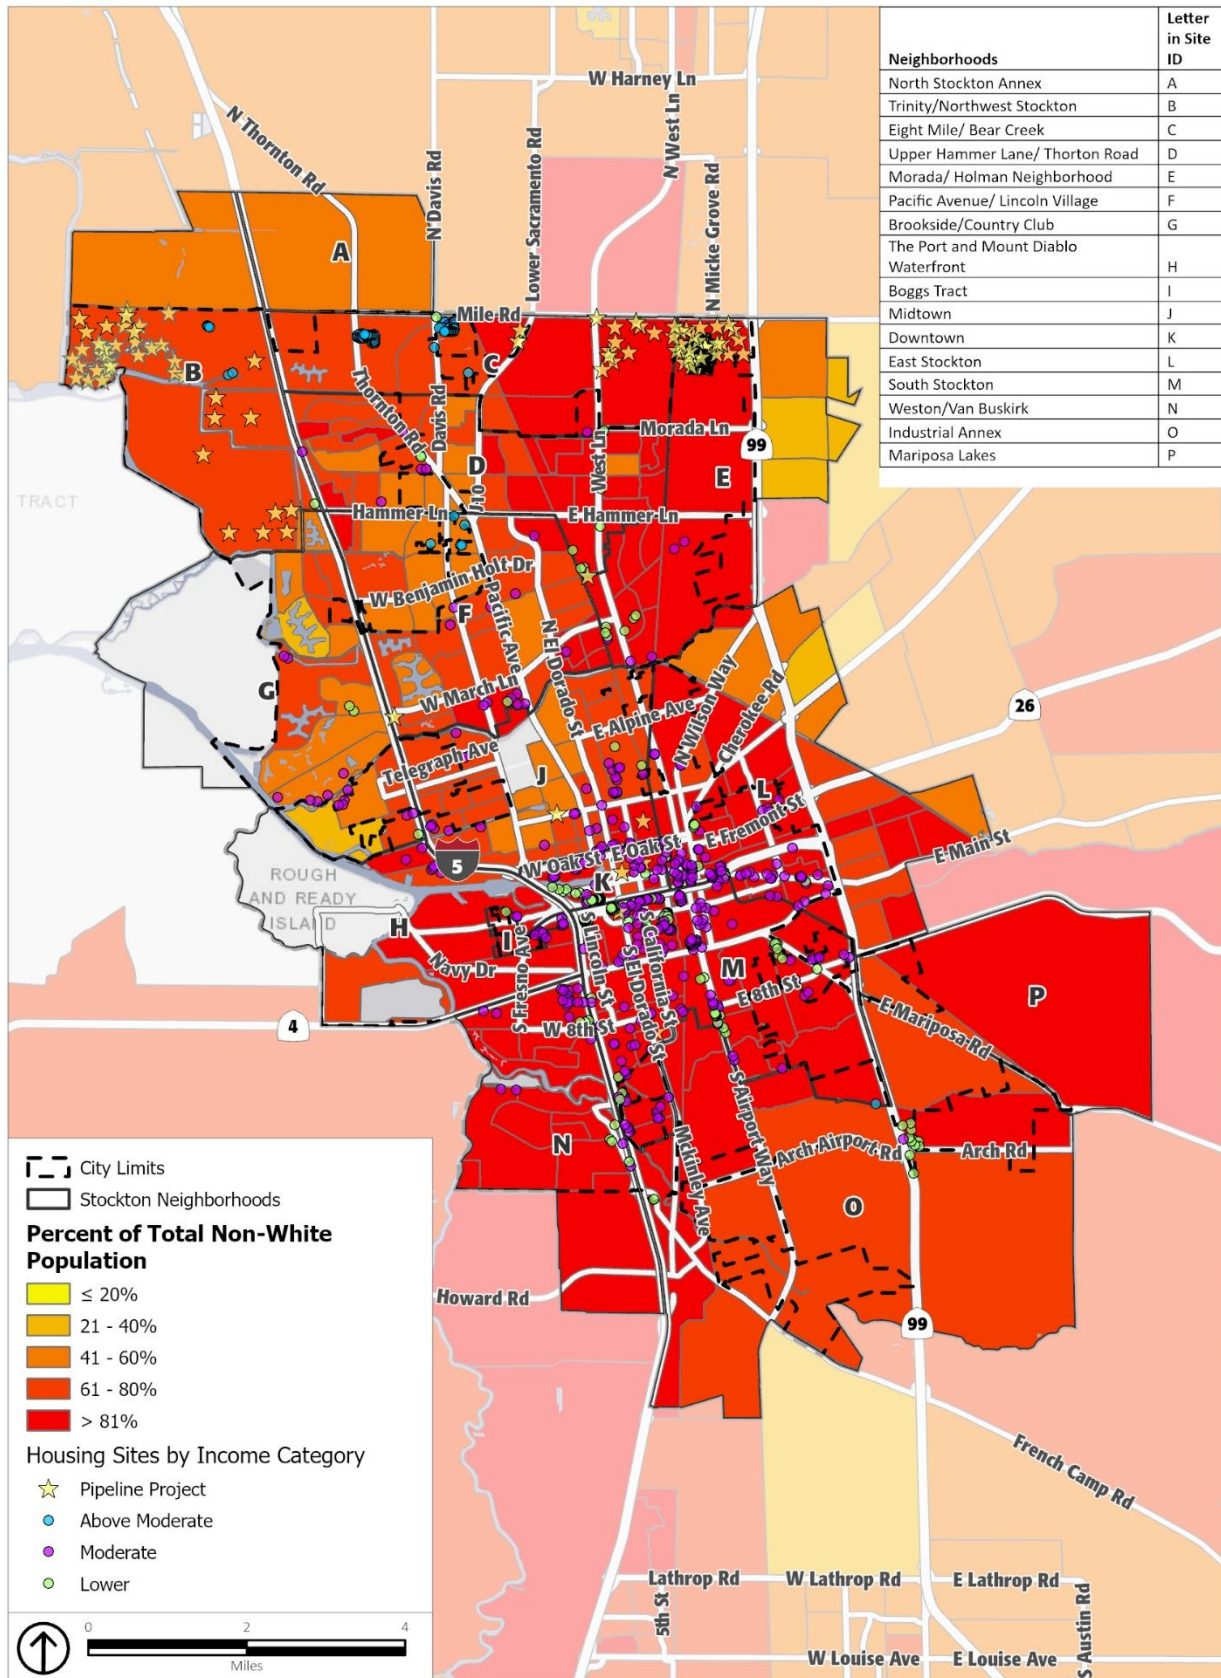 Neighborhoods Letter in Site ID
North Stockton Annex A
Trinity/Northwest Stockton B
Eight Mile/ Bear Creek C
Upper Hammer Lane/ Thorton Road D
Morada/ Holman Neighborhood E
Pacific Avenue/ Lincoln Village F
Brookside/Country Club G
The Port and Mount Diablo
Waterfront H
Boggs Tract I
Midtown J
Downtown K
East Stockton L
South Stockton M
Weston/Van Buskirk N
Industrial Annex O
Mariposa Lakes P
W Harney Ln
N Thornton Rd
N Davis Rd
Lower Sacramento Rd
N West Ln
N Micke Grove Rd
A
Mile Rd
B
C
Thornton Rd
Davis Rd
West Ln
Morada Ln
99
D
E
J10
TRACT
Hammer Ln
E Hammer Ln
W Benjamin Holt Dr
F
Pacific Ave
N El Dorado St
G
W March Ln
N Wilson Way
Cherokee Rd
26
E Alpine Ave
Telegraph Ave
J
L
E Fremont St
E Main St
5
W Oak St
E Oak St
K
ROUGH
AND READY
ISLAND
H
I
Navy Dr
S Fresno Ave
S Lincoln St
S El Dorado St
S California St
M
E 8th St
W 8th St
4
P
E Mariposa Rd
S Airport Way
N
Mckinley Ave
Arch Airport Rd
Arch Rd
O
Howard Rd
99
French Camp Rd
Lathrop Rd
W Lathrop Rd
E Lathrop Rd
5th St
W Louise Ave
E Louise Ave
S Austin Rd
City Limits
Stockton Neighborhoods
Percent of Total Non-White
Population
≤ 20%
21 - 40%
41 - 60%
61 - 80%
> 81%
Housing Sites by Income Category
Pipeline Project
Above Moderate
Moderate
Lower
0 2 4
Miles